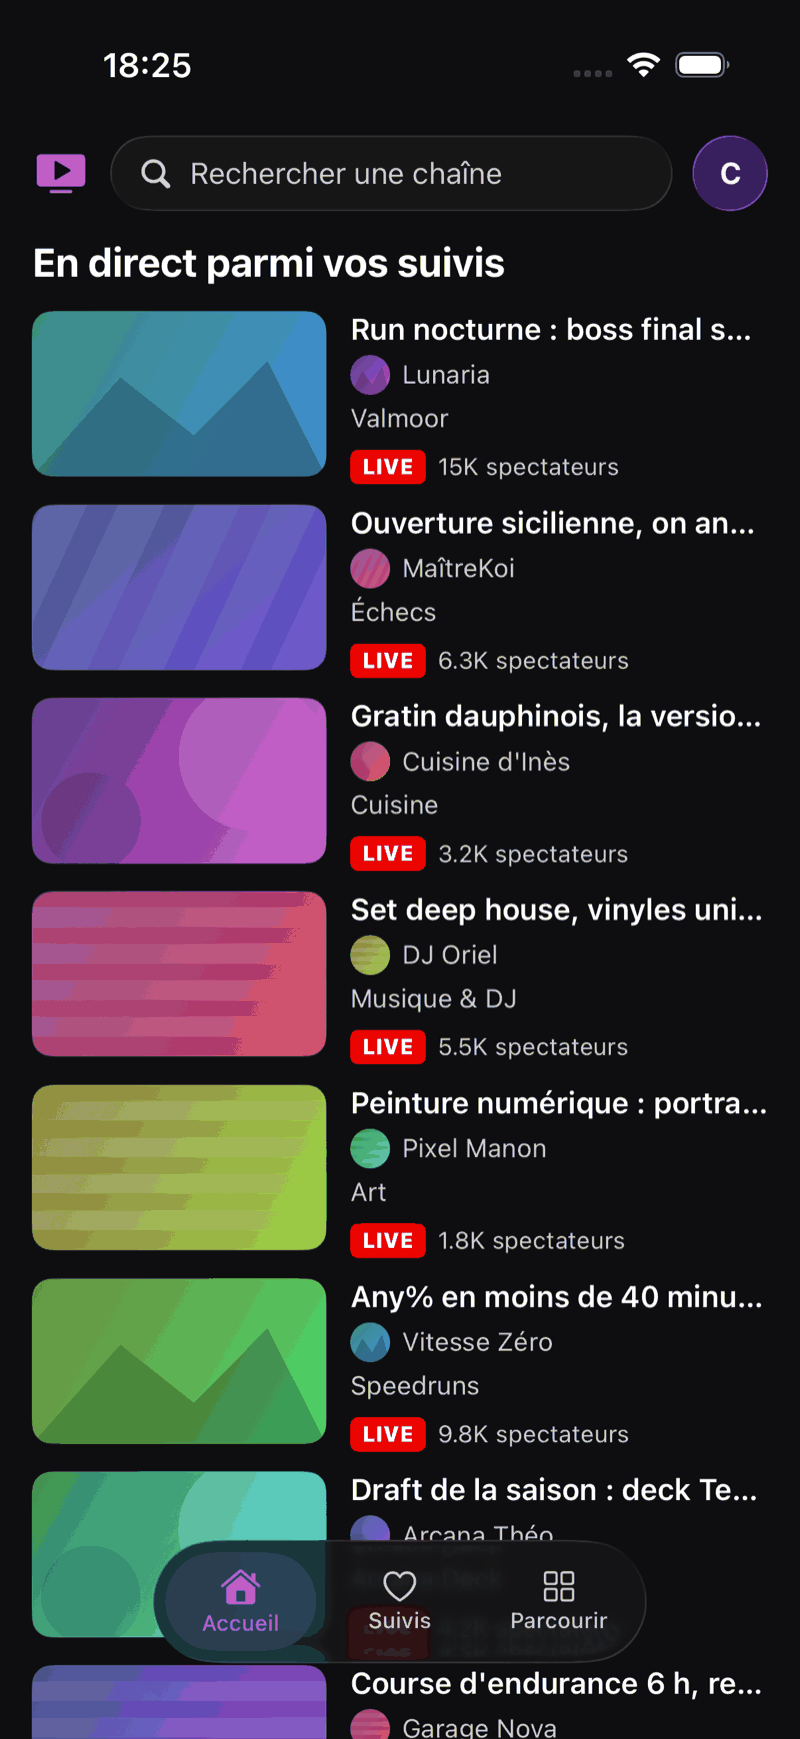 18:25
Rechercher une chaîne
C
En direct parmi vos suivis
Run nocturne : boss final s...
Lunaria
Valmoor
LIVE 15K spectateurs
Ouverture sicilienne, on an...
MaîtreKoi
Échecs
LIVE 6.3K spectateurs
Gratin dauphinois, la versio...
Cuisine d'Inès
Cuisine
LIVE 3.2K spectateurs
Set deep house, vinyles uni...
DJ Oriel
Musique & DJ
LIVE 5.5K spectateurs
Peinture numérique : portra...
Pixel Manon
Art
LIVE 1.8K spectateurs
Any% en moins de 40 minu...
Vitesse Zéro
Speedruns
LIVE 9.8K spectateurs
Draft de la saison : deck Te...
Arcana Théo
Accueil
Suivis
Parcourir
Course d'endurance 6 h, re...
Garage Nova